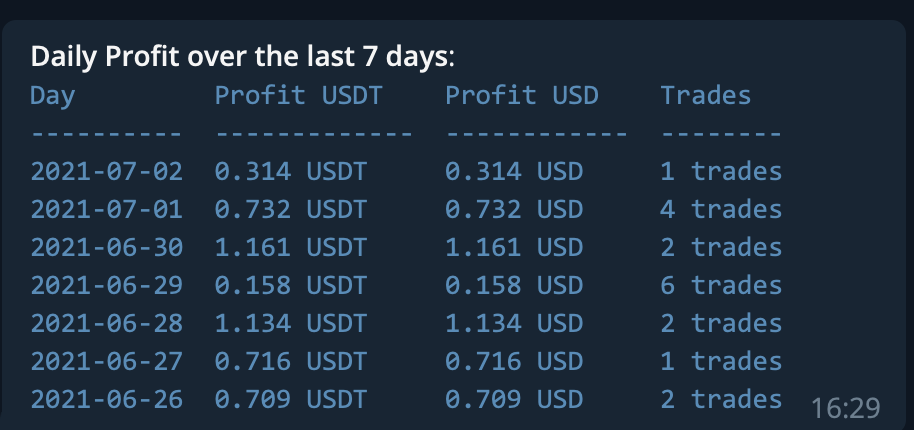 Daily Profit over the last 7 days:
Day Profit USDT Profit USD Trades
---------- ------------- ------------ --------
2021-07-02 0.314 USDT 0.314 USD 1 trades
2021-07-01 0.732 USDT 0.732 USD 4 trades
2021-06-30 1.161 USDT 1.161 USD 2 trades
2021-06-29 0.158 USDT 0.158 USD 6 trades
2021-06-28 1.134 USDT 1.134 USD 2 trades
2021-06-27 0.716 USDT 0.716 USD 1 trades
2021-06-26 0.709 USDT 0.709 USD 2 trades
16:29